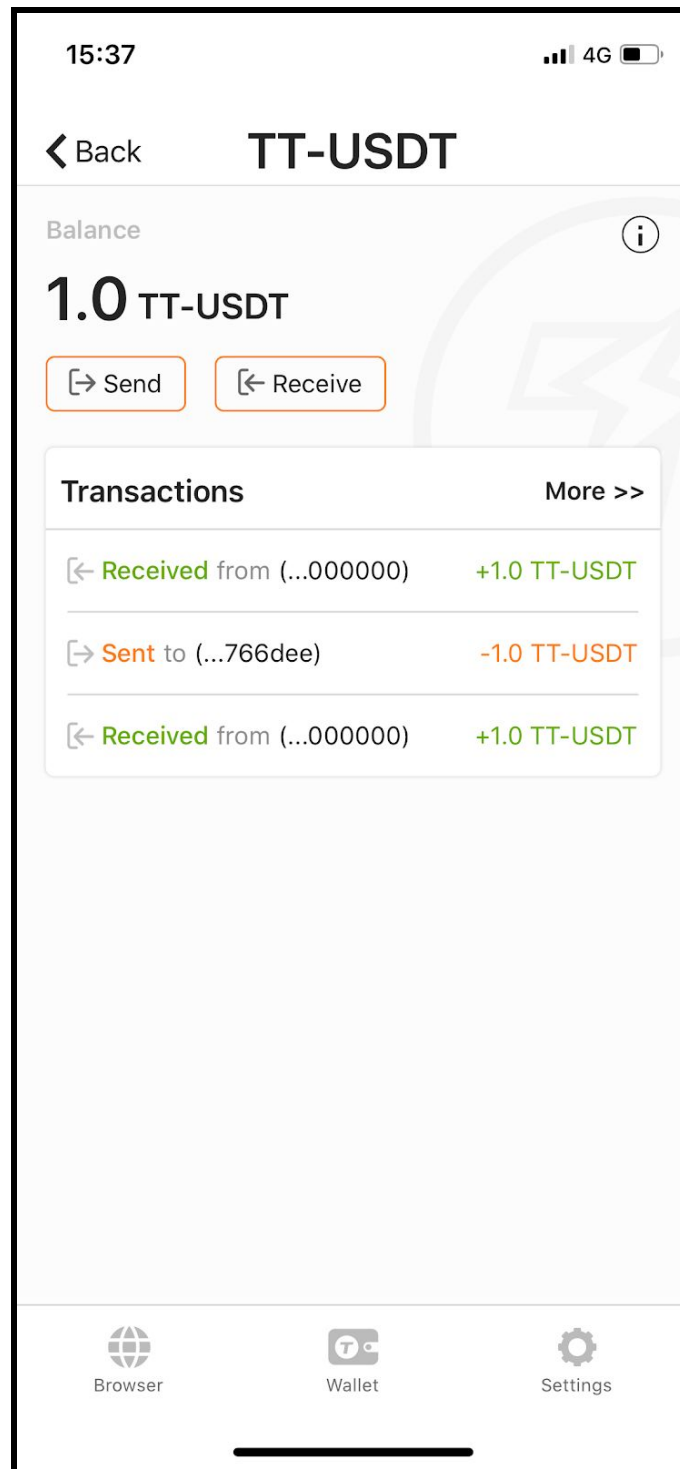 15:37 4G
Back TT-USDT
Balance
1.0 TT-USDT
Send Receive
Transactions More >>
Received from (...000000) +1.0 TT-USDT
Sent to (...766dee) -1.0 TT-USDT
Received from (...000000) +1.0 TT-USDT
Browser Wallet Settings